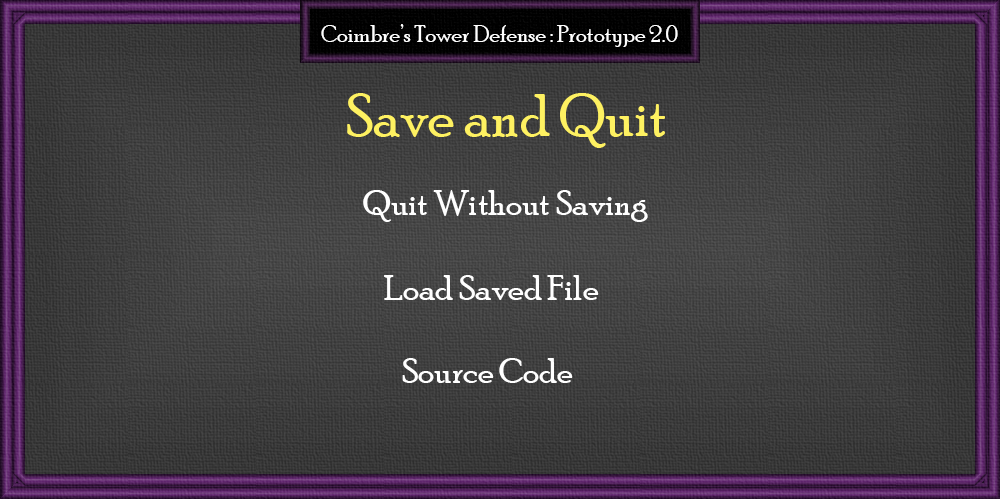 Coimbre's Tower Defense : Prototype 2.0
Save and Quit
Quit Without Saving
Load Saved File
Source Code